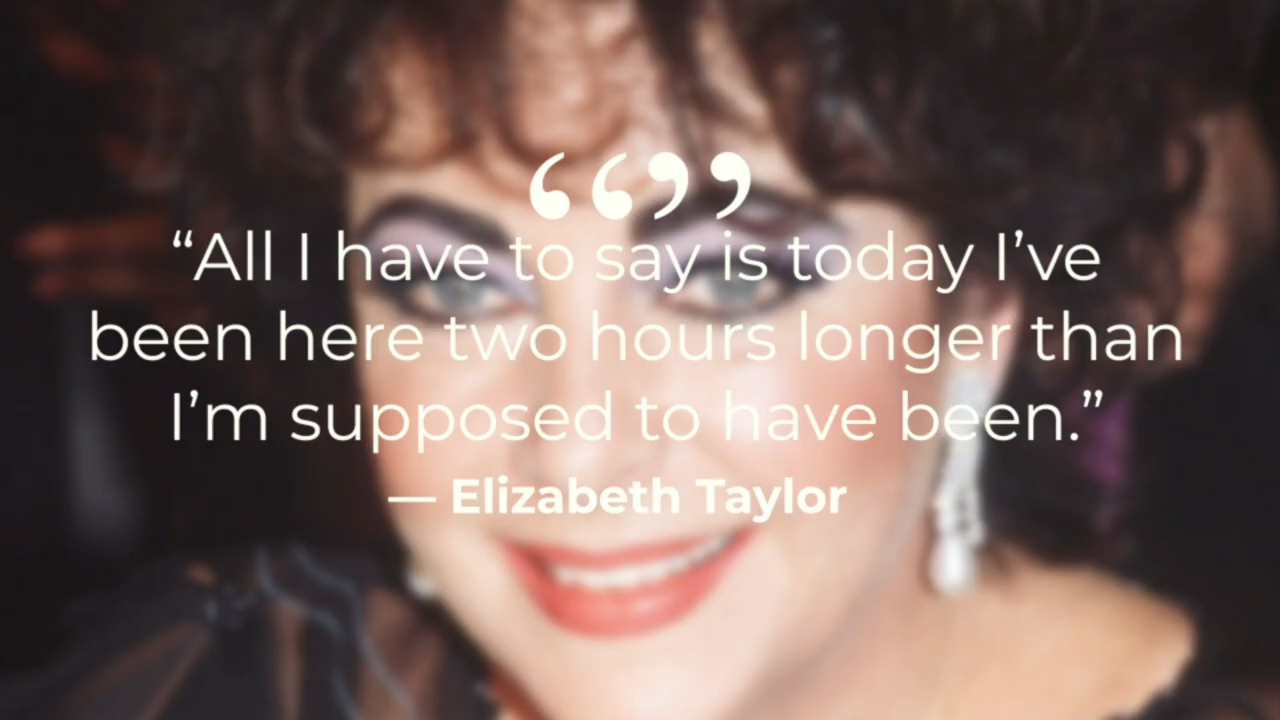 “”
“All I have to say is today I’ve
been here two hours longer than
I’m supposed to have been.”
— Elizabeth Taylor